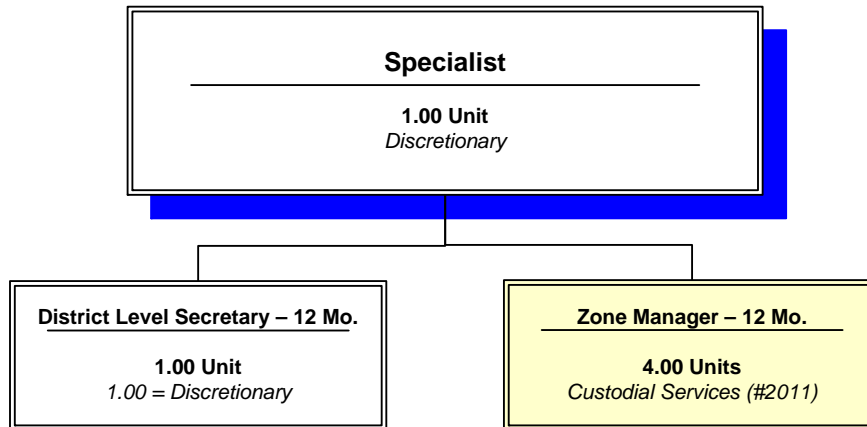 Specialist
1.00 Unit
Discretionary
District Level Secretary – 12 Mo.
1.00 Unit
1.00 = Discretionary
Zone Manager – 12 Mo.
4.00 Units
Custodial Services (#2011)